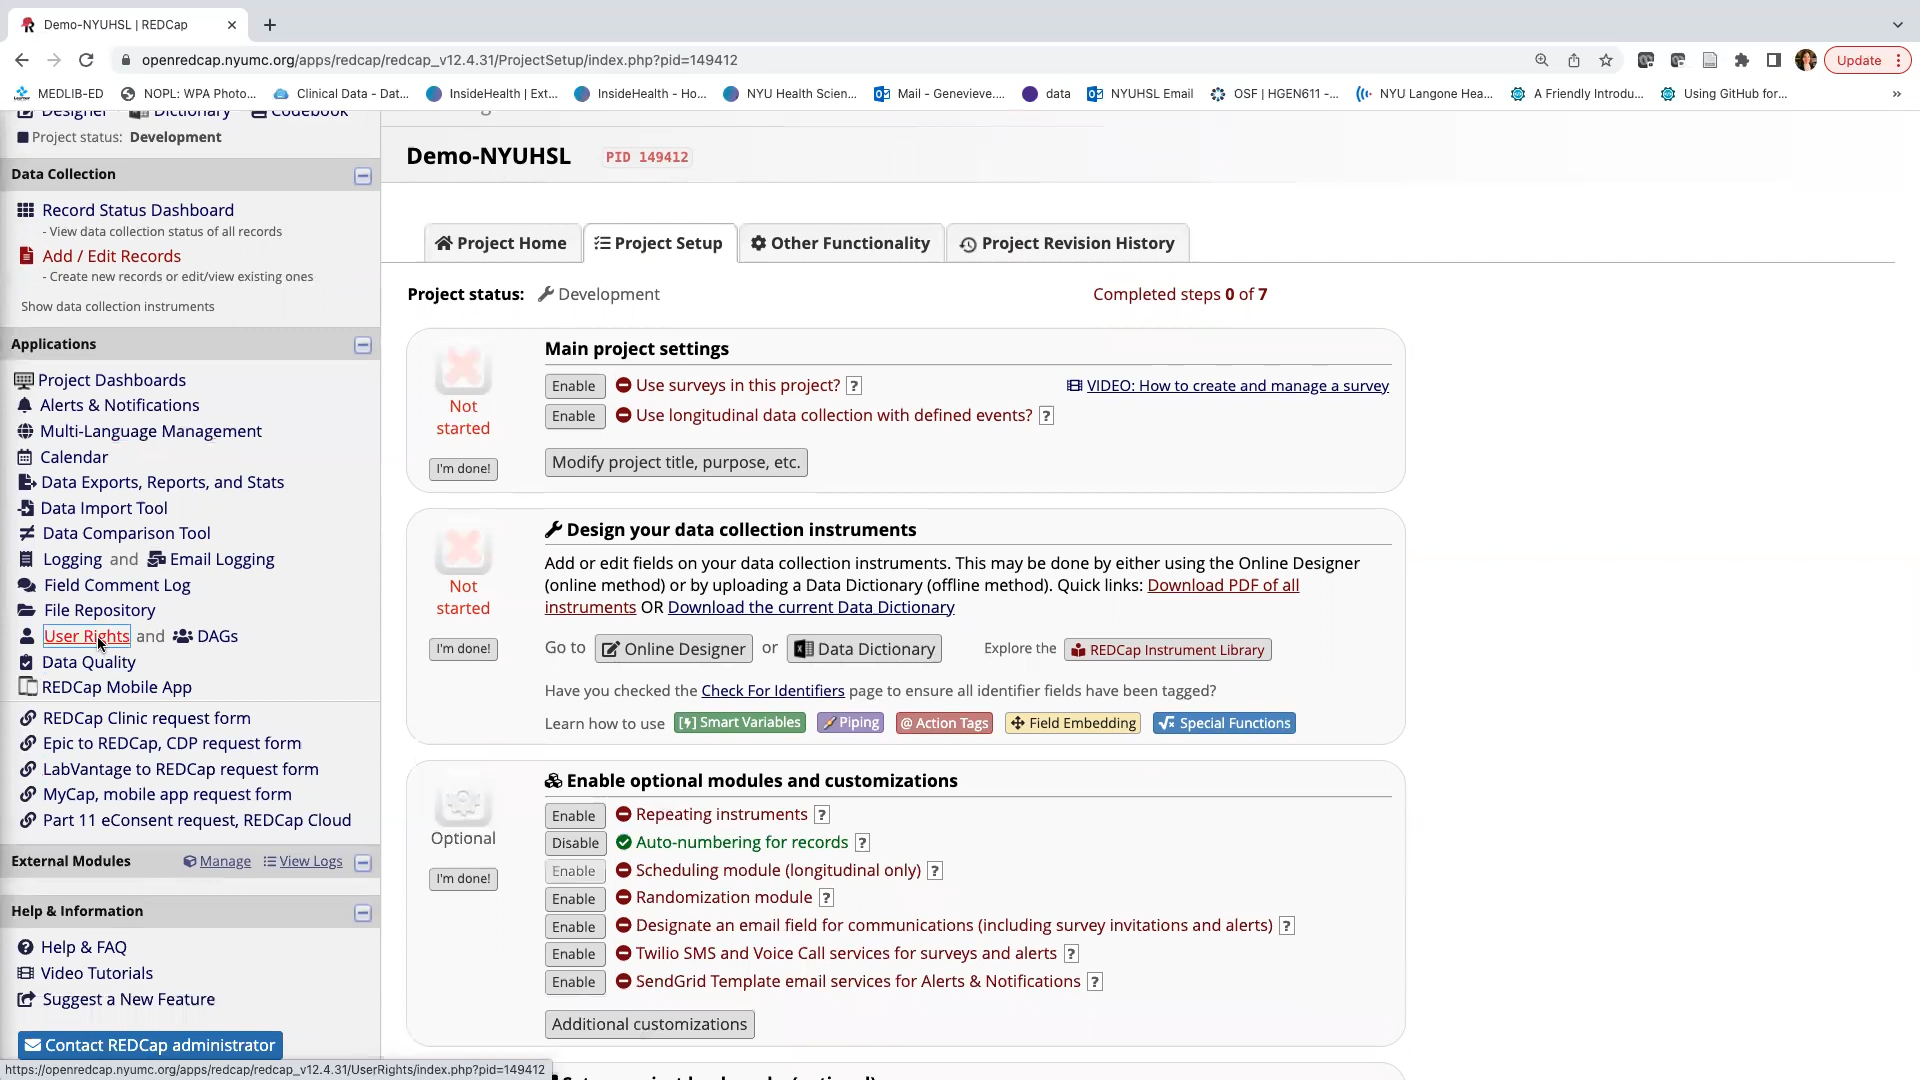 Demo-NYUHSL | REDCap
openredcap.nyumc.org/apps/redcap/redcap_v12.4.31/ProjectSetup/index.php?pid=149412
Update
MEDLIB-ED
NOPL: WPA Photo...
Clinical Data - Dat...
InsideHealth | Ext...
InsideHealth - Ho...
NYU Health Scien...
Mail - Genevieve....
data
NYUHSL Email
OSF | HGEN611 -...
NYU Langone Hea...
A Friendly Introdu...
Using GitHub for...
»
Designer Dictionary Codebook
Project status: Development
Data Collection
Record Status Dashboard
- View data collection status of all records
Add / Edit Records
- Create new records or edit/view existing ones
Show data collection instruments
Applications
Project Dashboards
Alerts & Notifications
Multi-Language Management
Calendar
Data Exports, Reports, and Stats
Data Import Tool
Data Comparison Tool
Logging and Email Logging
Field Comment Log
File Repository
User Rights and DAGs
Data Quality
REDCap Mobile App
REDCap Clinic request form
Epic to REDCap, CDP request form
LabVantage to REDCap request form
MyCap, mobile app request form
Part 11 eConsent request, REDCap Cloud
External Modules Manage View Logs
Help & Information
Help & FAQ
Video Tutorials
Suggest a New Feature
Contact REDCap administrator
https://openredcap.nyumc.org/apps/redcap/redcap_v12.4.31/UserRights/index.php?pid=149412
Demo-NYUHSL PID 149412
Project Home
Project Setup
Other Functionality
Project Revision History
Project status: Development
Completed steps 0 of 7
Not started
I'm done!
Main project settings
Enable Use surveys in this project? ?
VIDEO: How to create and manage a survey
Enable Use longitudinal data collection with defined events? ?
Modify project title, purpose, etc.
Not started
I'm done!
Design your data collection instruments
Add or edit fields on your data collection instruments. This may be done by either using the Online Designer
(online method) or by uploading a Data Dictionary (offline method). Quick links: Download PDF of all
instruments OR Download the current Data Dictionary
Go to Online Designer or Data Dictionary Explore the REDCap Instrument Library
Have you checked the Check For Identifiers page to ensure all identifier fields have been tagged?
Learn how to use [ ] Smart Variables Piping @ Action Tags Field Embedding √x Special Functions
Optional
I'm done!
Enable optional modules and customizations
Enable Repeating instruments ?
Disable Auto-numbering for records ?
Enable Scheduling module (longitudinal only) ?
Enable Randomization module ?
Enable Designate an email field for communications (including survey invitations and alerts) ?
Enable Twilio SMS and Voice Call services for surveys and alerts ?
Enable SendGrid Template email services for Alerts & Notifications ?
Additional customizations